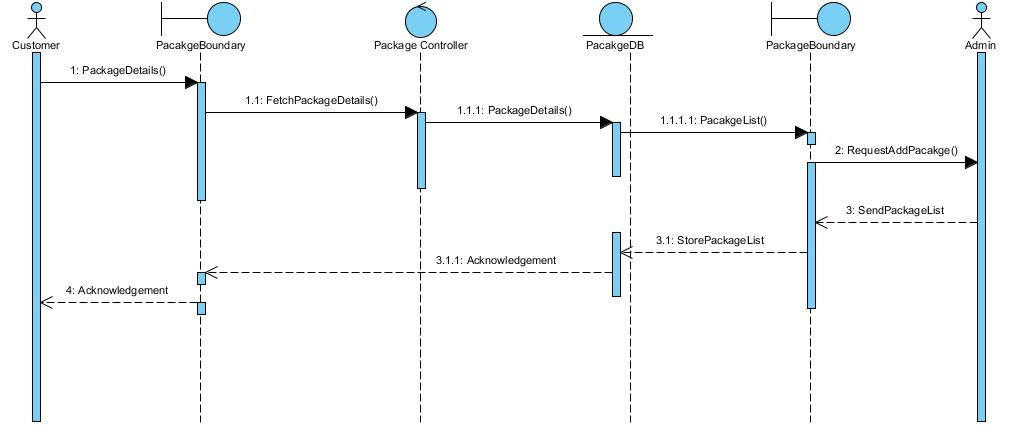 Customer
PacakgeBoundary
Package Controller
PacakgeDB
PackageBoundary
Admin
1: PackageDetails()
1.1: FetchPackageDetails()
1.1.1: PackageDetails()
1.1.1.1: PacakgeList()
2: RequestAddPacakge()
3: SendPackageList
3.1: StorePackageList
3.1.1: Acknowledgement
4: Acknowledgement